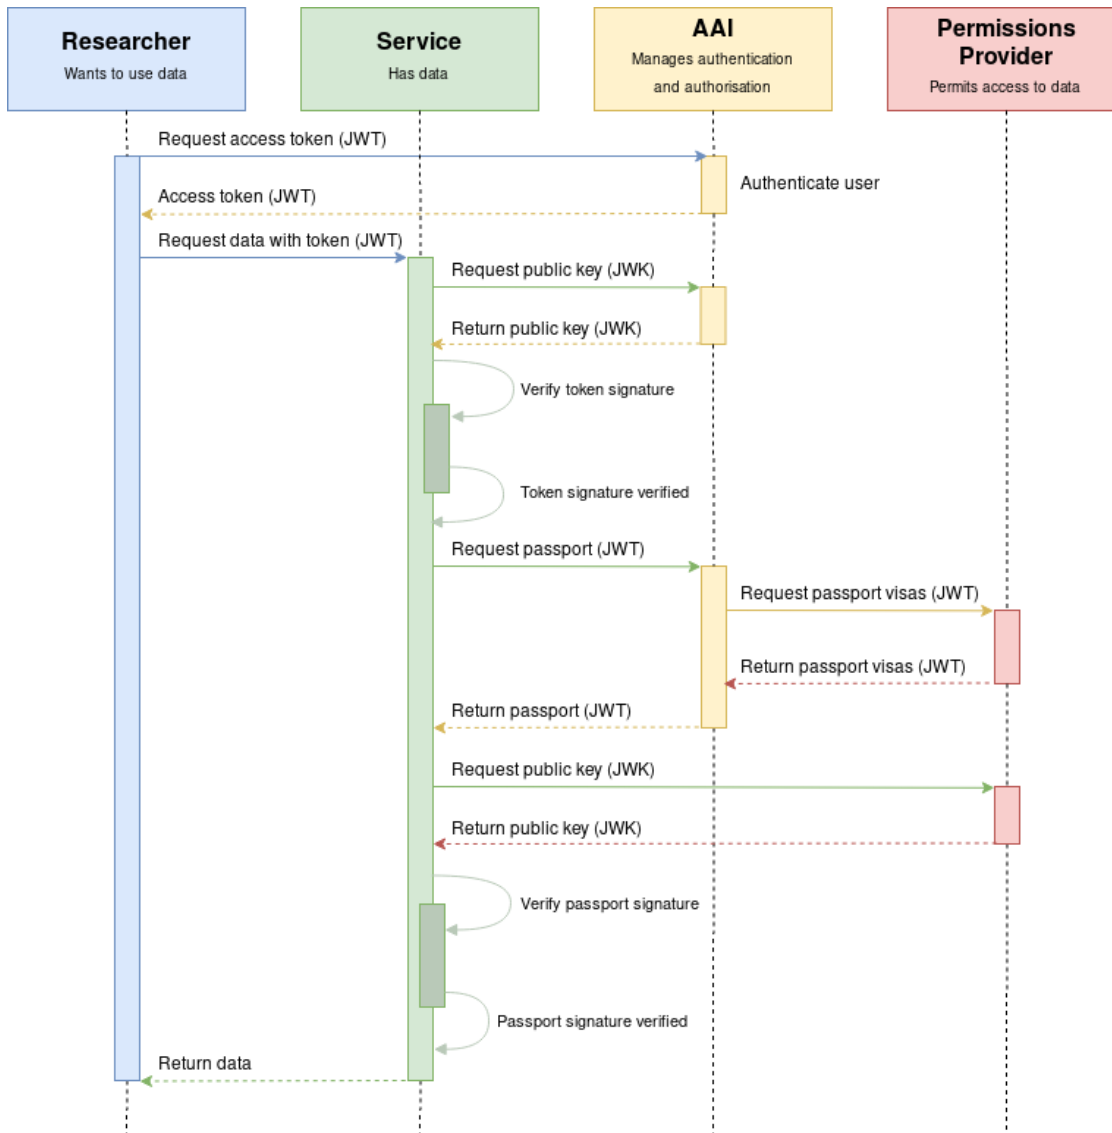 Researcher
Wants to use data
Service
Has data
AAI
Manages authentication
and authorisation
Permissions
Provider
Permits access to data
Request access token (JWT)
Authenticate user
Access token (JWT)
Request data with token (JWT)
Request public key (JWK)
Return public key (JWK)
Verify token signature
Token signature verified
Request passport (JWT)
Request passport visas (JWT)
Return passport visas (JWT)
Return passport (JWT)
Request public key (JWK)
Return public key (JWK)
Verify passport signature
Passport signature verified
Return data